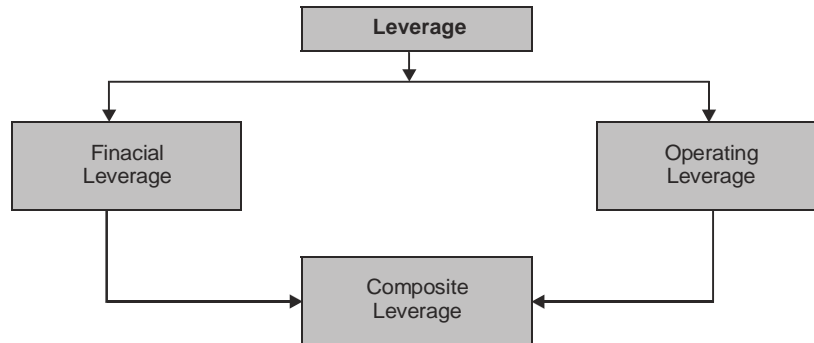 Leverage
Finacial
Leverage
Operating
Leverage
Composite
Leverage